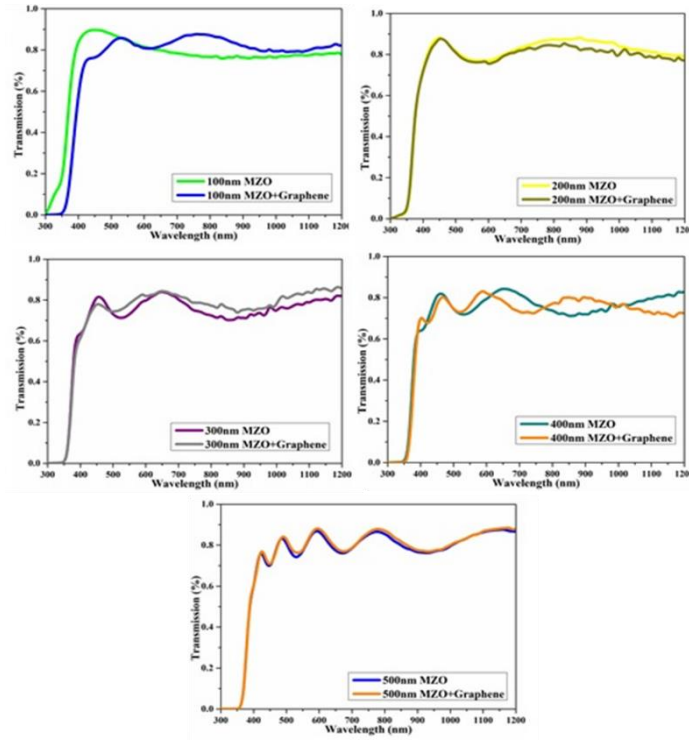 1.0
0.8
0.6
0.4
0.2
0.0
Transmission (%)
100nm MZO
100nm MZO+Graphene
300 400 500 600 700 800 900 1000 1100 1200
Wavelength (nm)
1.0
0.8
0.6
0.4
0.2
0.0
Transmission (%)
200nm MZO
200nm MZO+Graphene
300 400 500 600 700 800 900 1000 1100 1200
Wavelength (nm)
1.0
0.8
0.6
0.4
0.2
0.0
Transmission (%)
300nm MZO
300nm MZO+Graphene
300 400 500 600 700 800 900 1000 1100 1200
Wavelength (nm)
1.0
0.8
0.6
0.4
0.2
0.0
Transmission (%)
400nm MZO
400nm MZO+Graphene
300 400 500 600 700 800 900 1000 1100 1200
Wavelength (nm)
1.0
0.8
0.6
0.4
0.2
0.0
Transmission (%)
500nm MZO
500nm MZO+Graphene
300 400 500 600 700 800 900 1000 1100 1200
Wavelength (nm)